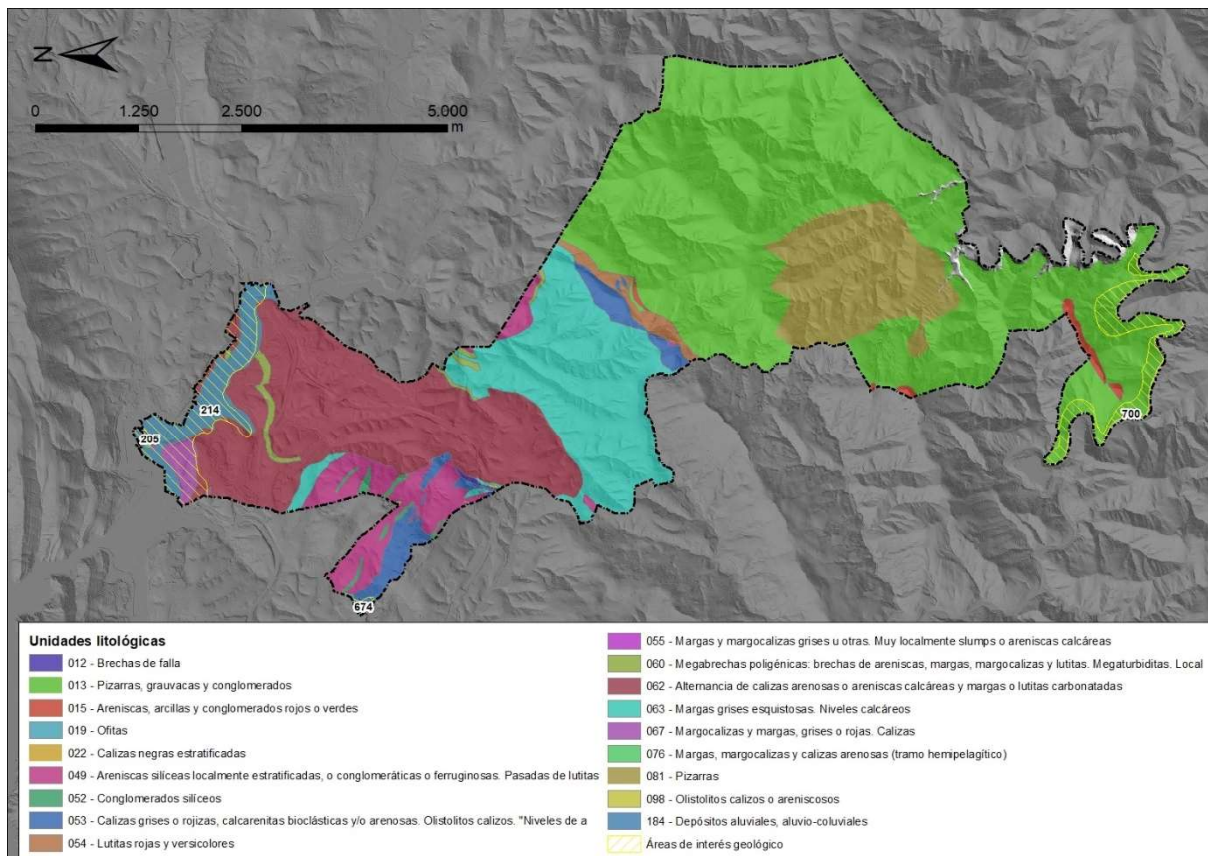 N
0 1.250 2.500 5.000
m
214
205
674
700
Unidades litológicas
012 - Brechas de falla
013 - Pizarras, grauvacas y conglomerados
015 - Areniscas, arcillas y conglomerados rojos o verdes
019 - Ofitas
022 - Calizas negras estratificadas
049 - Areniscas silíceas localmente estratificadas, o conglomeráticas o ferruginosas. Pasadas de lutitas
052 - Conglomerados silíceos
053 - Calizas grises o rojizas, calcarenitas bioclásticas y/o arenosas. Olistolitos calizos. "Niveles de a
054 - Lutitas rojas y versicolores
055 - Margas y margocalizas grises u otras. Muy localmente slumps o areniscas calcáreas
060 - Megabrechas poligénicas: brechas de areniscas, margas, margocalizas y lutitas. Megaturbiditas. Local
062 - Alternancia de calizas arenosas o areniscas calcáreas y margas o lutitas carbonatadas
063 - Margas grises esquistosas. Niveles calcáreos
067 - Margocalizas y margas, grises o rojas. Calizas
076 - Margas, margocalizas y calizas arenosas (tramo hemipelagítico)
081 - Pizarras
098 - Olistolitos calizos o areniscosos
184 - Depósitos aluviales, aluvio-coluviales
Áreas de interés geológico